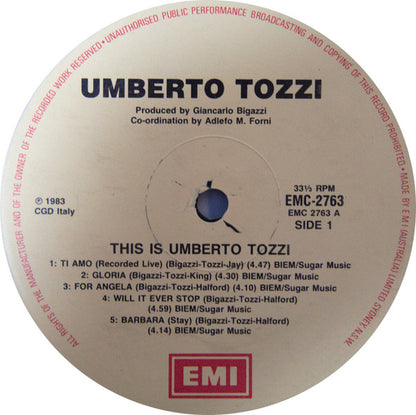 ALL RIGHTS OF THE MANUFACTURER AND OF THE OWNER OF THE RECORDED WORK RESERVED • UNAUTHORISED PUBLIC PERFORMANCE BROADCASTING AND COPYING OF THIS RECORD PROHIBITED • MADE BY E M I (AUSTRALIA) LIMITED SYDNEY, N.S.W.
UMBERTO TOZZI
Produced by Giancarlo Bigazzi
Co-ordination by Adlefo M. Forni
℗ 1983
CGD Italy
33⅓ RPM
EMC-2763
EMC 2763 A
SIDE 1
THIS IS UMBERTO TOZZI
1: TI AMO (Recorded Live) (Bigazzi-Tozzi-Jay) (4.47) BIEM/Sugar Music
2: GLORIA (Bigazzi-Tozzi-King) (4.30) BIEM/Sugar Music
3: FOR ANGELA (Bigazzi-Tozzi-Halford) (4.10) BIEM/Sugar Music
4: WILL IT EVER STOP (Bigazzi-Tozzi-Halford)
(4.59) BIEM/Sugar Music
5: BARBARA (Stay) (Bigazzi-Tozzi-Halford)
(4.14) BIEM/Sugar Music
EMI